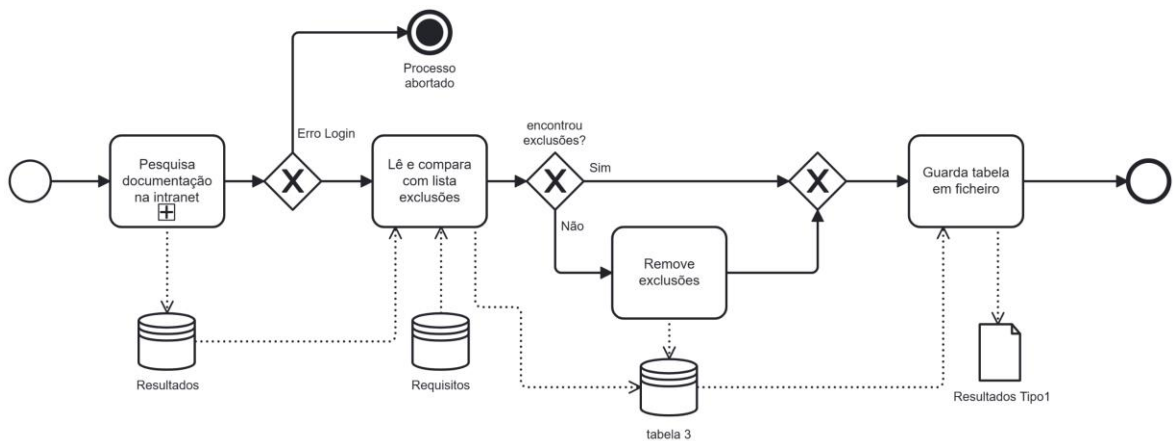 Processo
abortado
Erro Login
Pesquisa
documentação
na intranet
Lê e compara
com lista
exclusões
encontrou
exclusões?
Sim
Não
Remove
exclusões
Guarda tabela
em ficheiro
Resultados
Requisitos
tabela 3
Resultados Tipo1